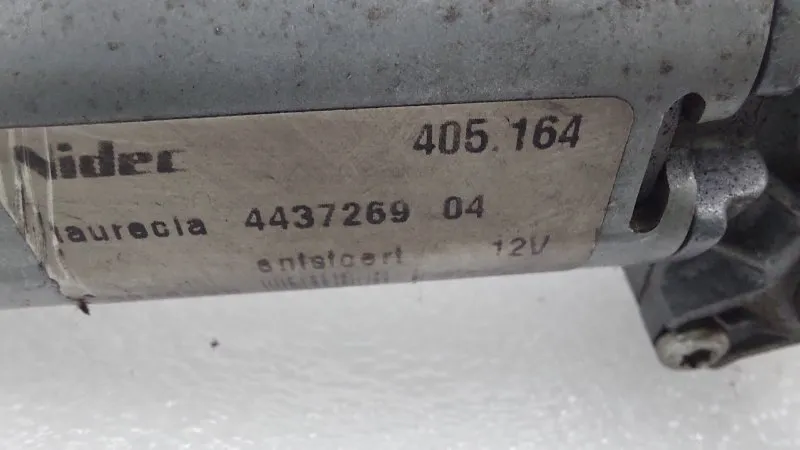 Nidec 405.164
faurecia 4437269 04
entstoert 12V